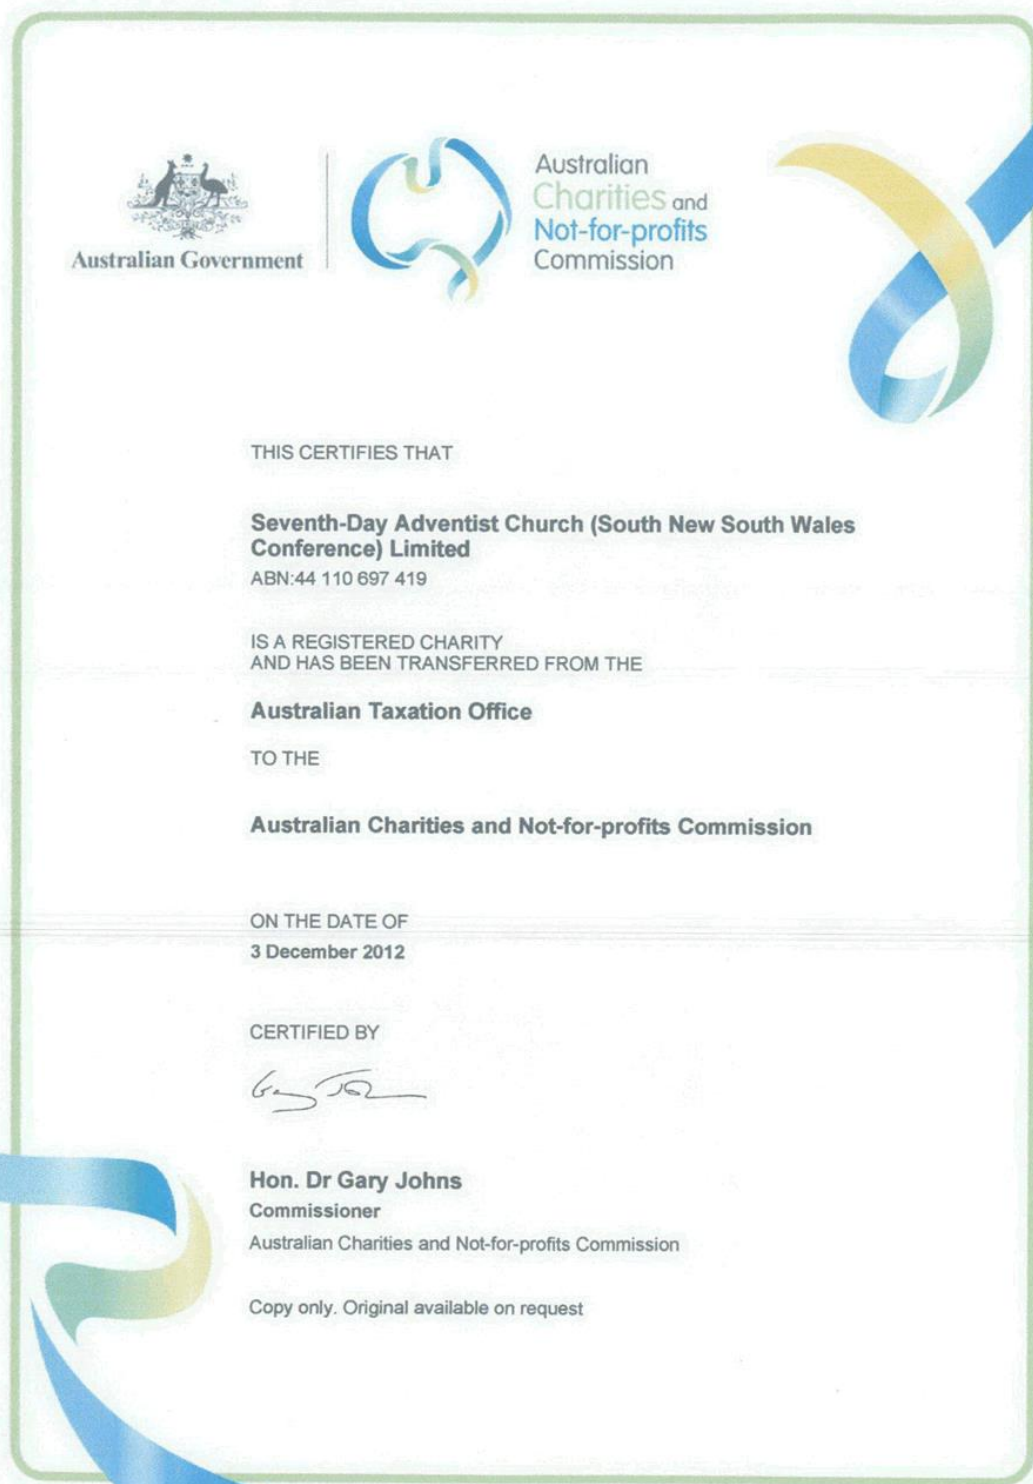 Australian Government
Australian
Charities and
Not-for-profits
Commission
THIS CERTIFIES THAT
Seventh-Day Adventist Church (South New South Wales
Conference) Limited
ABN:44 110 697 419
IS A REGISTERED CHARITY
AND HAS BEEN TRANSFERRED FROM THE
Australian Taxation Office
TO THE
Australian Charities and Not-for-profits Commission
ON THE DATE OF
3 December 2012
CERTIFIED BY
Hon. Dr Gary Johns
Commissioner
Australian Charities and Not-for-profits Commission
Copy only. Original available on request